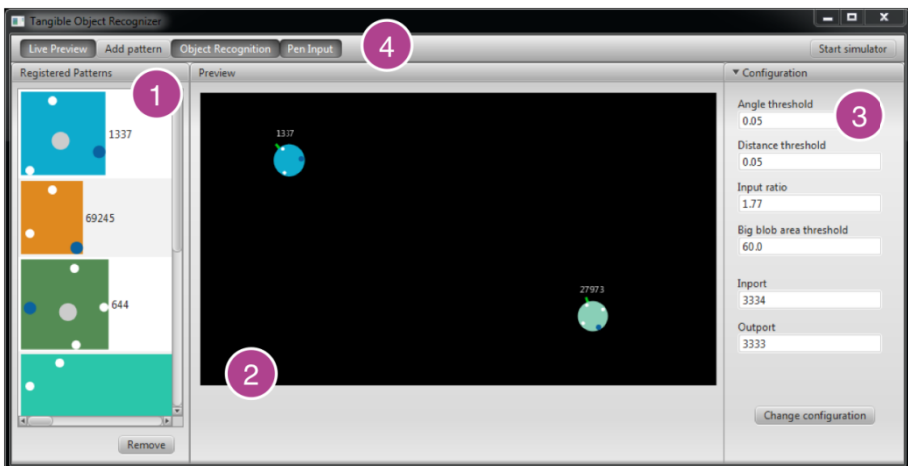 Tangible Object Recognizer
Live Preview Add pattern Object Recognition Pen Input 4 Start simulator
Registered Patterns Preview Configuration
1
1337
69245
644
Remove
1337
27973
2
Angle threshold
0.05
3
Distance threshold
0.05
Input ratio
1.77
Big blob area threshold
60.0
Inport
3334
Outport
3333
Change configuration